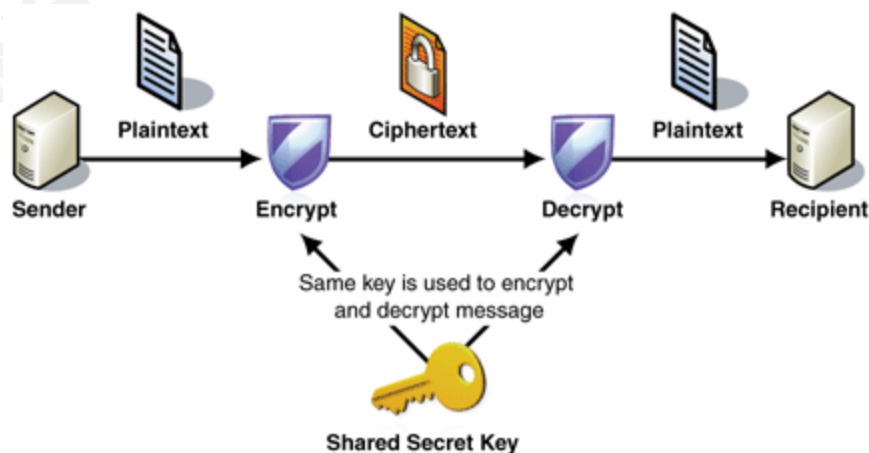 Plaintext
Ciphertext
Plaintext
Sender
Encrypt
Decrypt
Recipient
Same key is used to encrypt
and decrypt message
Shared Secret Key